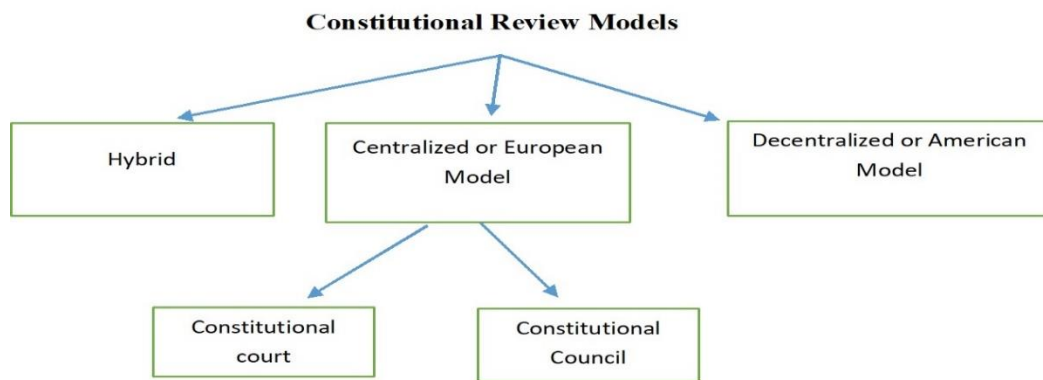 Constitutional Review Models
Hybrid
Centralized or European
Model
Decentralized or American
Model
Constitutional
court
Constitutional
Council